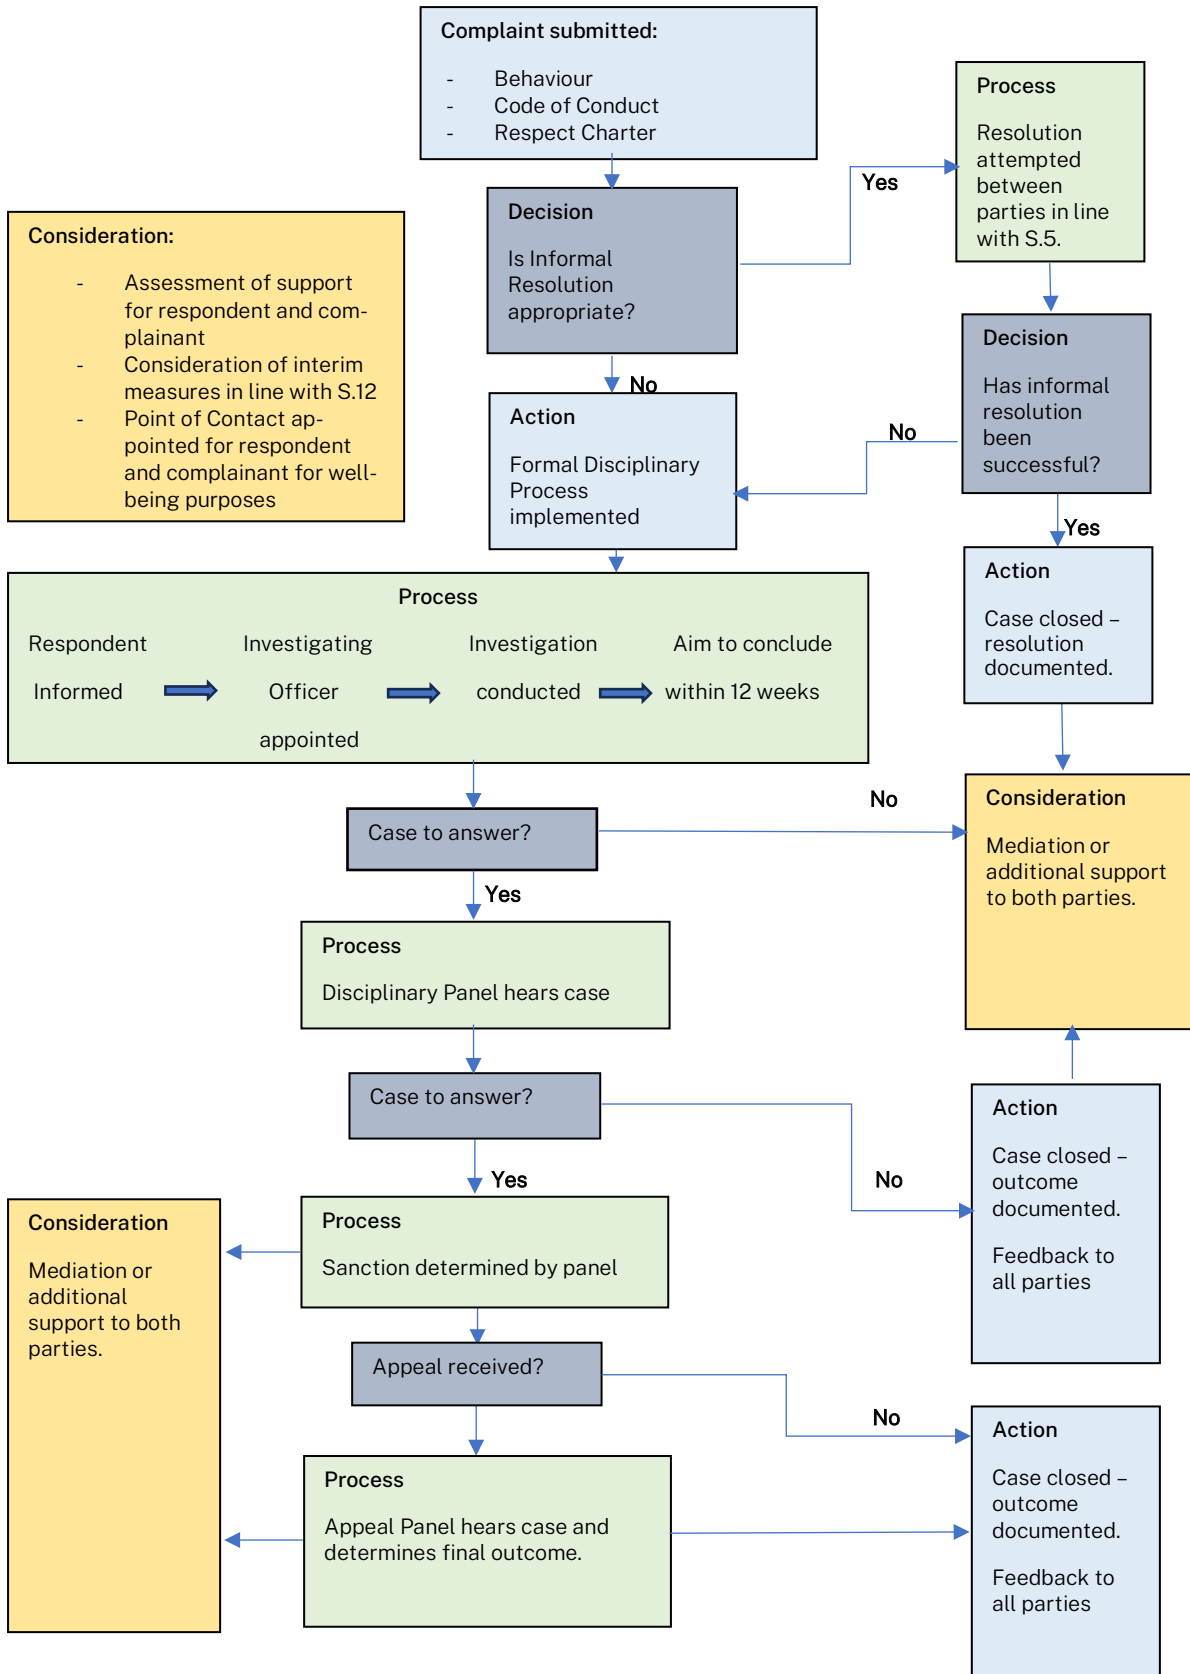 Complaint submitted:
- Behaviour
- Code of Conduct
- Respect Charter
Process
Resolution
attempted
between
parties in line
with S.5.
Yes
Decision
Is Informal
Resolution
appropriate?
Consideration:
- Assessment of support
for respondent and com-
plainant
- Consideration of interim
measures in line with S.12
- Point of Contact ap-
pointed for respondent
and complainant for well-
being purposes
Decision
Has informal
resolution
been
successful?
No
No
Action
Formal Disciplinary
Process
implemented
Yes
Action
Case closed –
resolution
documented.
Process
Respondent
Informed
Investigating
Officer
appointed
Investigation
conducted
Aim to conclude
within 12 weeks
Case to answer?
No
Consideration
Mediation or
additional support
to both parties.
Yes
Process
Disciplinary Panel hears case
Case to answer?
No
Action
Case closed –
outcome
documented.
Feedback to
all parties
Yes
Process
Sanction determined by panel
Consideration
Mediation or
additional
support to both
parties.
Appeal received?
No
Action
Case closed –
outcome
documented.
Feedback to
all parties
Process
Appeal Panel hears case and
determines final outcome.